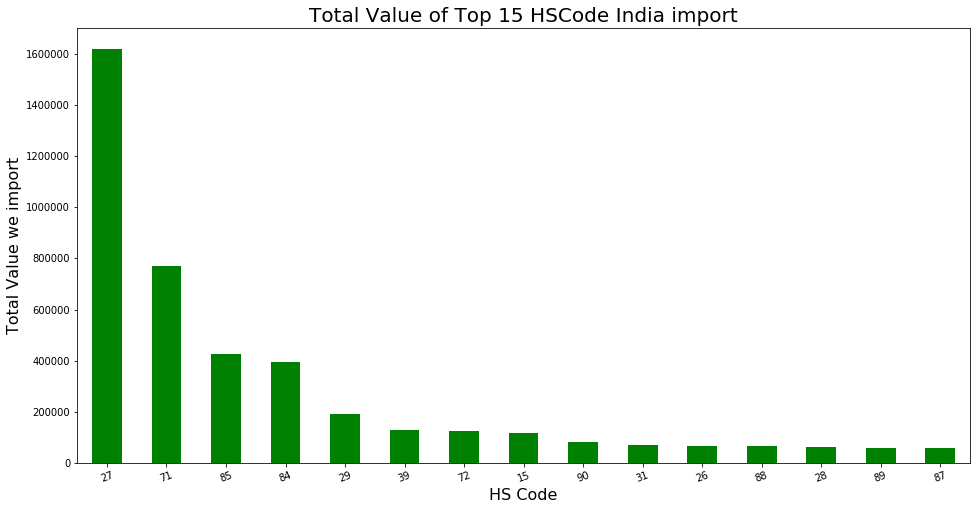 Total Value of Top 15 HSCode India import
Total Value we import
1600000
1400000
1200000
1000000
800000
600000
400000
200000
0
27 71 85 84 29 39 72 15 90 31 26 88 28 89 87
HS Code